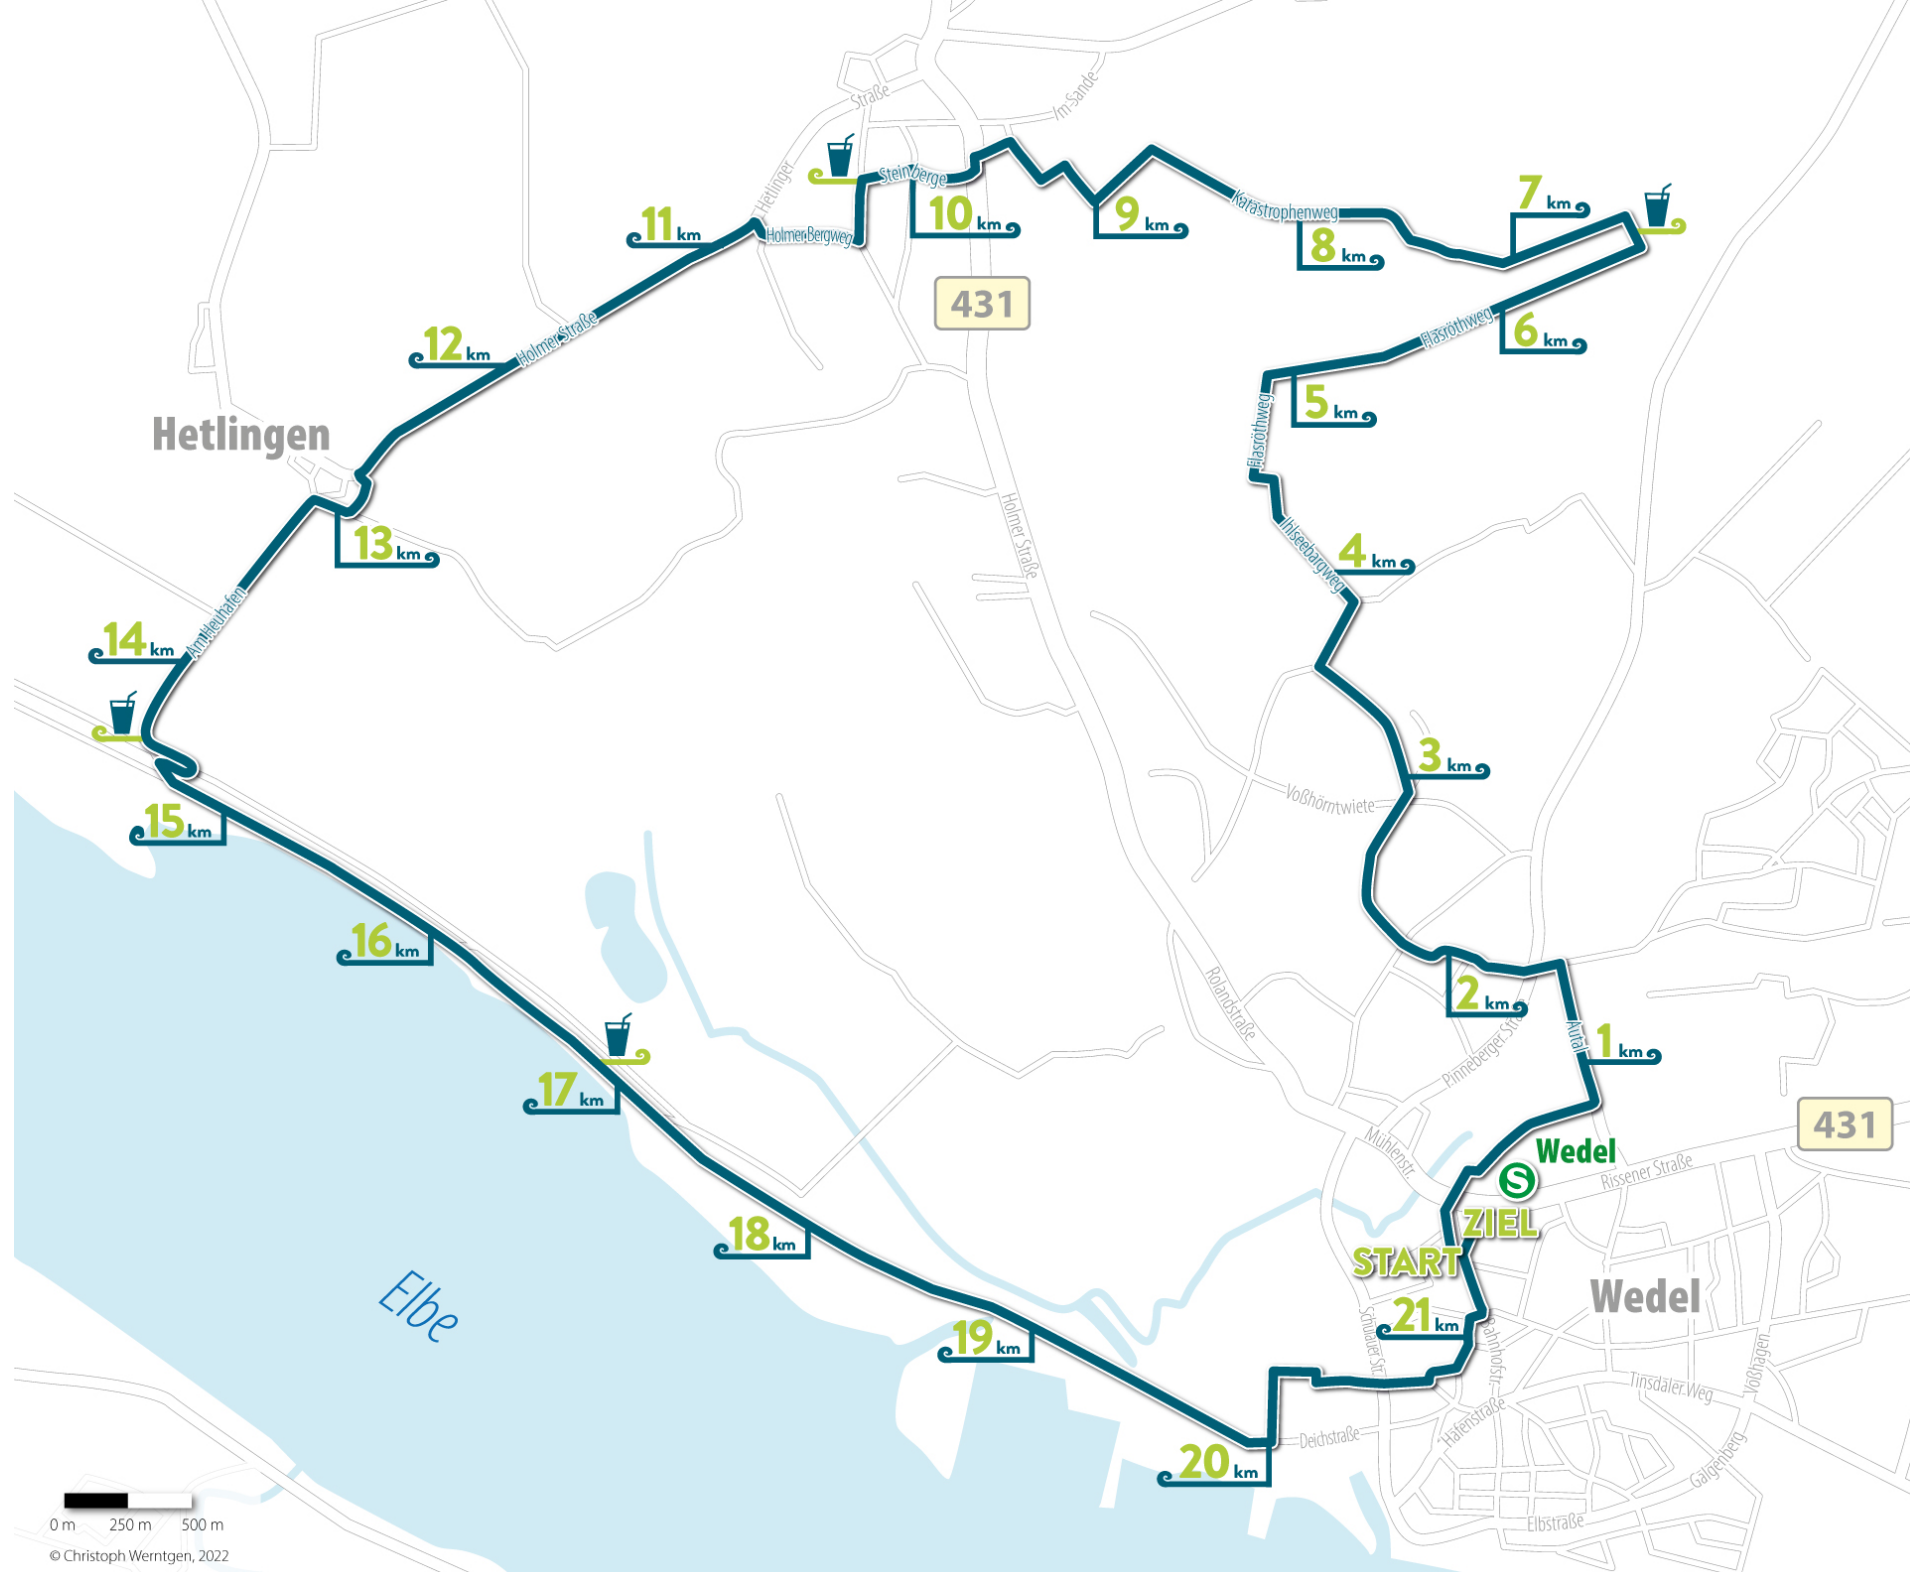 Straße
Im-Sande
Hetlinger
Steinberge
Holmer Bergweg
10 km
9 km
Katastrophenweg
8 km
7 km
11 km
431
Flasröthweg
6 km
12 km
Holmer Straße
5 km
Flasröthweg
Hetlingen
13 km
Holmer Straße
Ihlseebargweg
4 km
Am Heuhafen
14 km
3 km
Voßhörntwiete
15 km
16 km
2 km
Rolandstraße
Pinneberger Straße
Autal
1 km
17 km
431
Mühlenstr.
Wedel
S
Rissener Straße
ZIEL
START
18 km
Wedel
Elbe
21 km
19 km
Schulauer Str.
Bahnhofstr.
Voßhagen
Tinsdaler Weg
Hafenstraße
Deichstraße
20 km
Galgenberg
Elbstraße
0 m 250 m 500 m
© Christoph Werntgen, 2022